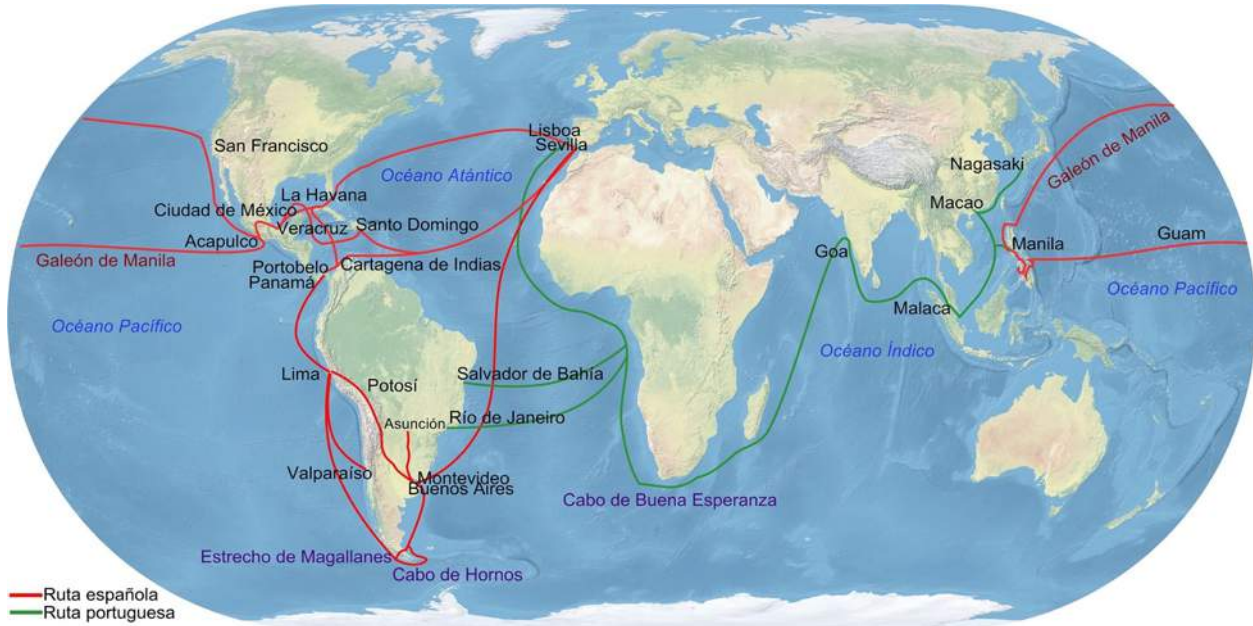 Lisboa
Sevilla
San Francisco
Océano Atántico
La Havana
Ciudad de México
Veracruz
Santo Domingo
Acapulco
Galeón de Manila
Cartagena de Indias
Portobelo
Panamá
Océano Pacífico
Lima
Potosí
Salvador de Bahía
Asunción
Río de Janeiro
Valparaíso
Montevideo
Buenos Aires
Estrecho de Magallanes
Cabo de Hornos
Cabo de Buena Esperanza
Goa
Malaca
Océano Índico
Nagasaki
Macao
Manila
Galeón de Manila
Guam
Océano Pacífico
Ruta española
Ruta portuguesa